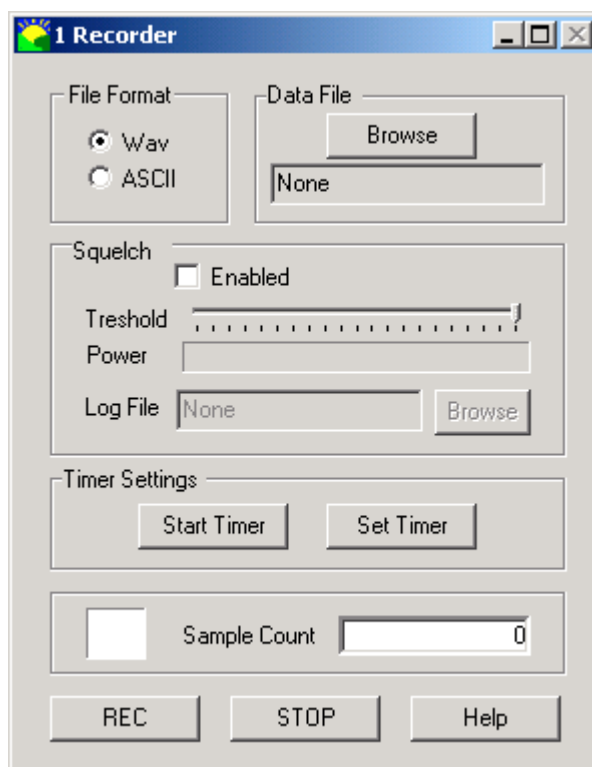 1 Recorder
File Format
Wav
ASCII
Data File
Browse
None
Squelch
Enabled
Treshold
Power
Log File
None
Browse
Timer Settings
Start Timer
Set Timer
Sample Count
0
REC
STOP
Help